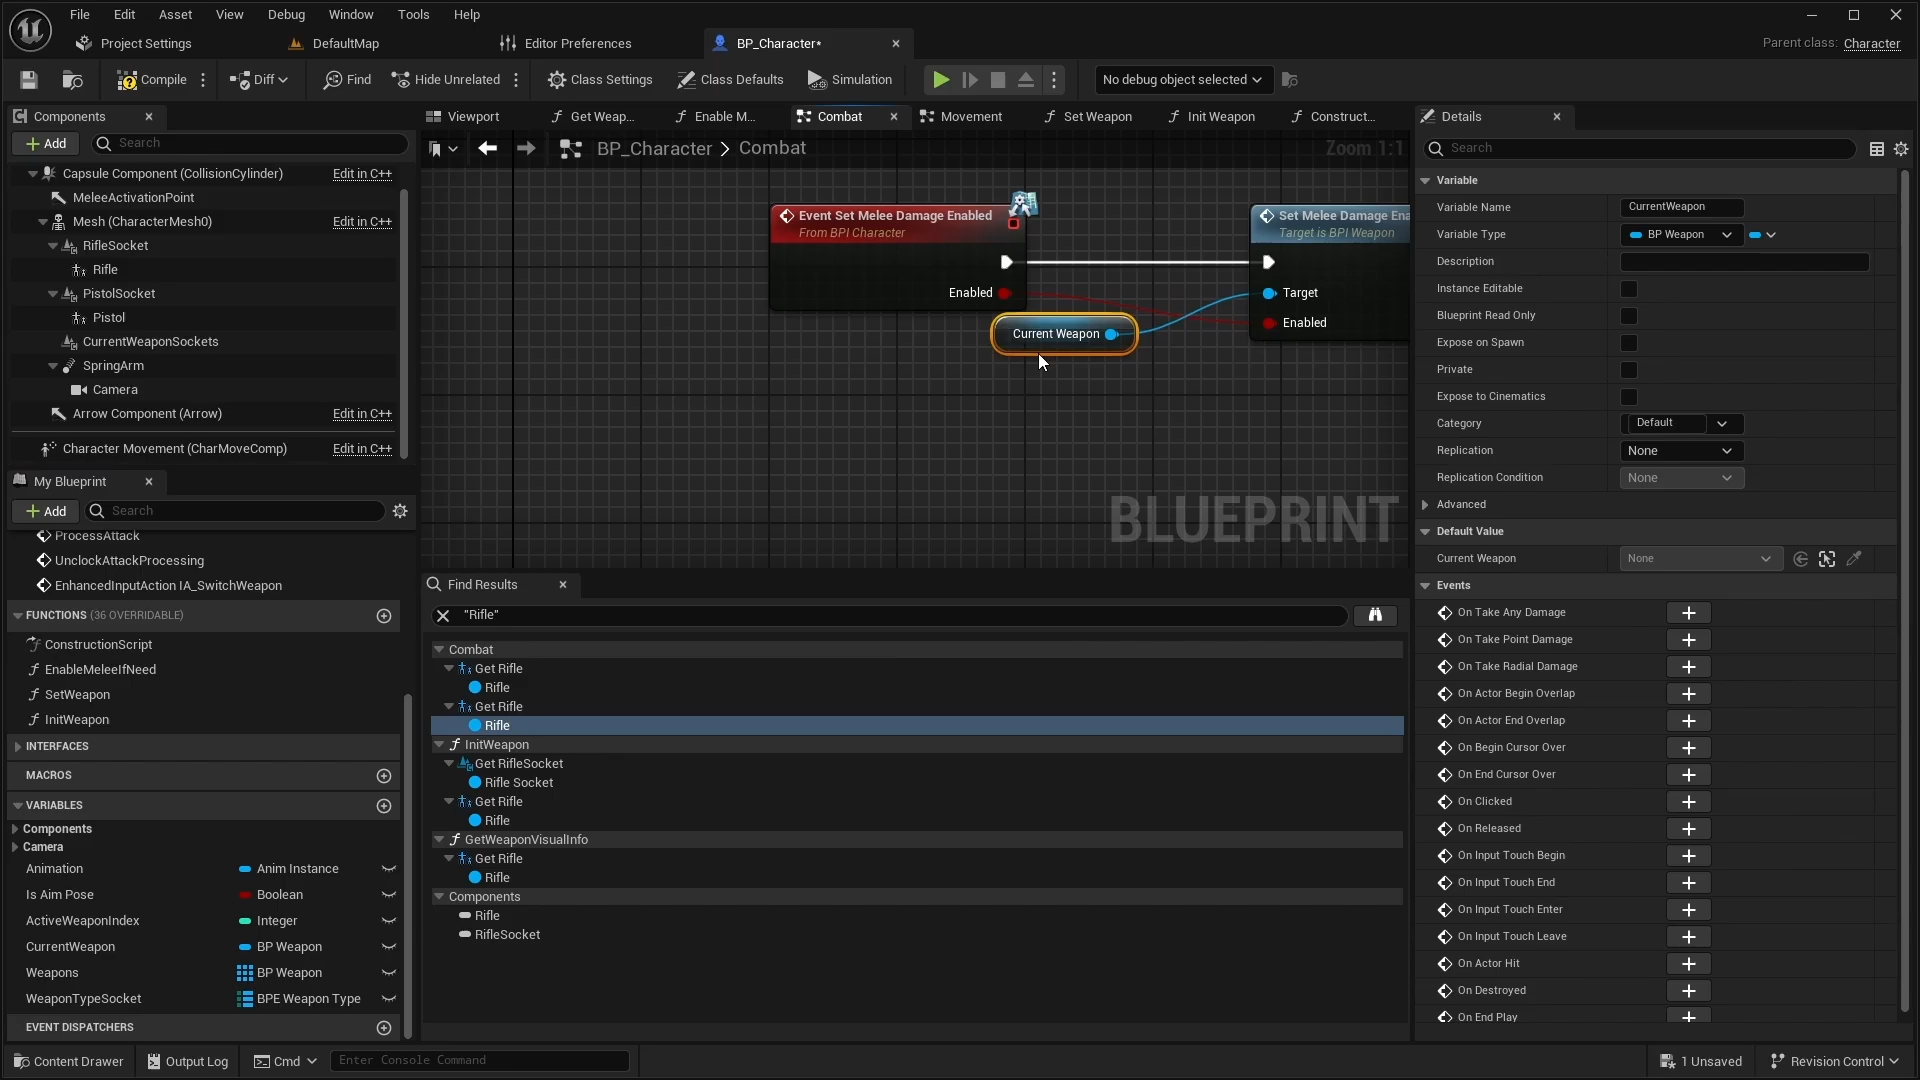 File Edit Asset View Debug Window Tools Help
Project Settings DefaultMap Editor Preferences BP_Character* Parent class: Character
Compile Diff Find Hide Unrelated Class Settings Class Defaults Simulation No debug object selected
Components
Add Search
Capsule Component (CollisionCylinder) Edit in C++
MeleeActivationPoint
Mesh (CharacterMesh0) Edit in C++
RifleSocket
Rifle
PistolSocket
Pistol
CurrentWeaponSockets
SpringArm
Camera
Arrow Component (Arrow) Edit in C++
Character Movement (CharMoveComp) Edit in C++
My Blueprint
Add Search
ProcessAttack
UnclockAttackProcessing
EnhancedInputAction IA_SwitchWeapon
FUNCTIONS (36 OVERRIDABLE)
ConstructionScript
EnableMeleeIfNeed
SetWeapon
InitWeapon
INTERFACES
MACROS
VARIABLES
Components
Camera
Animation Anim Instance
Is Aim Pose Boolean
ActiveWeaponIndex Integer
CurrentWeapon BP Weapon
Weapons BP Weapon
WeaponTypeSocket BPE Weapon Type
EVENT DISPATCHERS
Viewport Get Weap... Enable M... Combat Movement Set Weapon Init Weapon Construct...
BP_Character > Combat Zoom 1:1
Event Set Melee Damage Enabled
From BPI Character
Enabled
Current Weapon
Set Melee Damage Ena
Target is BPI Weapon
Target
Enabled
BLUEPRINT
Find Results
"Rifle"
Combat
Get Rifle
Rifle
Get Rifle
Rifle
InitWeapon
Get RifleSocket
Rifle Socket
Get Rifle
Rifle
GetWeaponVisualInfo
Get Rifle
Rifle
Components
Rifle
RifleSocket
Details
Search
Variable
Variable Name CurrentWeapon
Variable Type BP Weapon
Description
Instance Editable
Blueprint Read Only
Expose on Spawn
Private
Expose to Cinematics
Category Default
Replication None
Replication Condition None
Advanced
Default Value
Current Weapon None
Events
On Take Any Damage
On Take Point Damage
On Take Radial Damage
On Actor Begin Overlap
On Actor End Overlap
On Begin Cursor Over
On End Cursor Over
On Clicked
On Released
On Input Touch Begin
On Input Touch End
On Input Touch Enter
On Input Touch Leave
On Actor Hit
On Destroyed
On End Play
Content Drawer Output Log Cmd Enter Console Command 1 Unsaved Revision Control